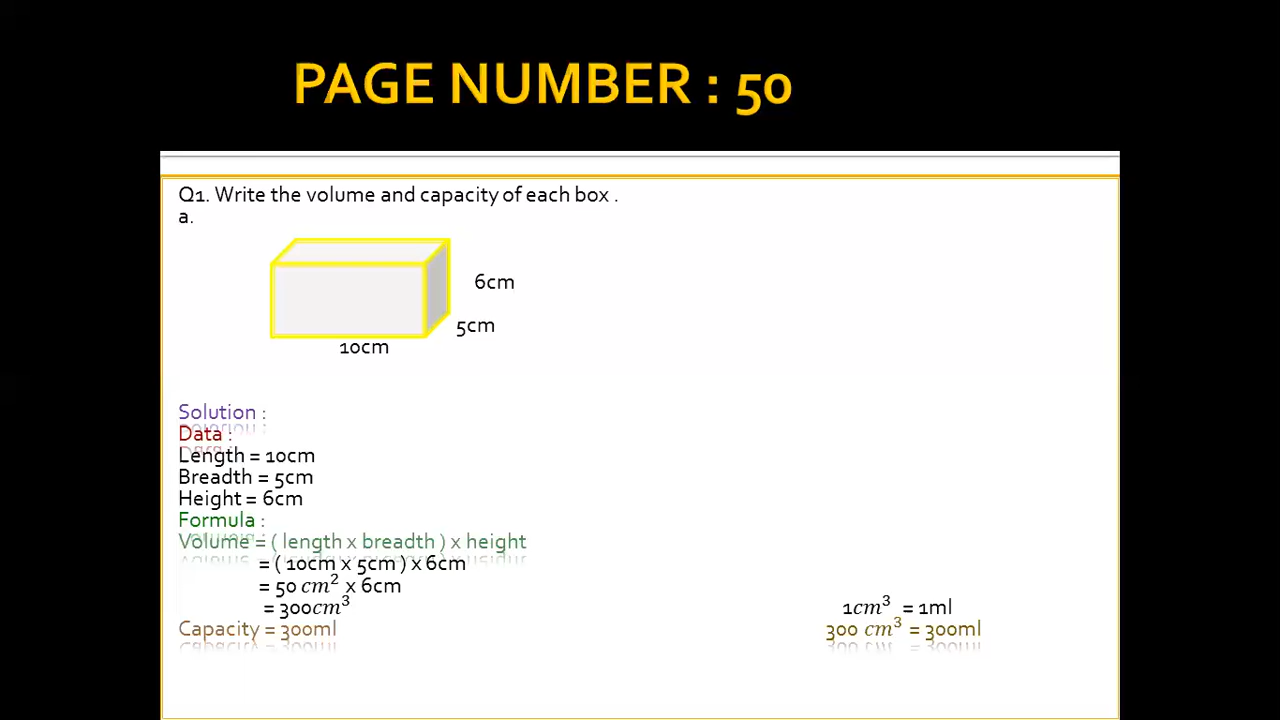 PAGE NUMBER : 50
Q1. Write the volume and capacity of each box .
a.
6cm
5cm
10cm
Solution :
Data :
Length = 10cm
Breadth = 5cm
Height = 6cm
Formula :
Volume = ( length x breadth ) x height
= ( 10cm x 5cm ) x 6cm
= 50 cm² x 6cm
= 300cm³
1cm³ = 1ml
Capacity = 300ml
300 cm³ = 300ml